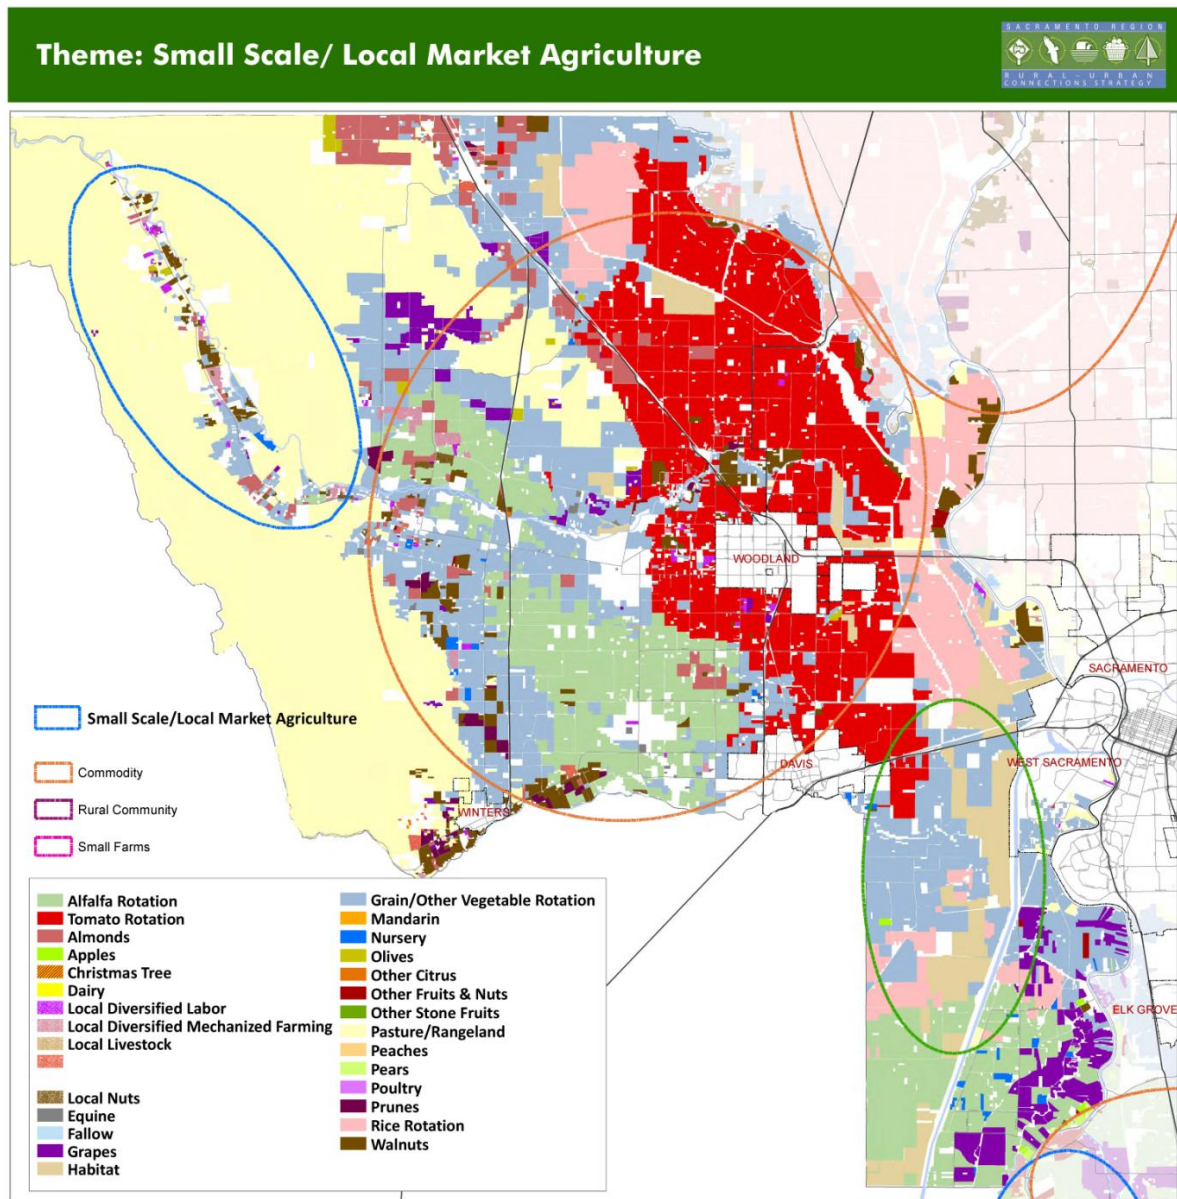 Theme: Small Scale/ Local Market Agriculture
SACRAMENTO REGION
RURAL-URBAN
CONNECTIONS STRATEGY
WOODLAND
SACRAMENTO
DAVIS
WEST SACRAMENTO
WINTERS
ELK GROVE
Small Scale/Local Market Agriculture
Commodity
Rural Community
Small Farms
Alfalfa Rotation
Tomato Rotation
Almonds
Apples
Christmas Tree
Dairy
Local Diversified Labor
Local Diversified Mechanized Farming
Local Livestock
Local Nuts
Equine
Fallow
Grapes
Habitat
Grain/Other Vegetable Rotation
Mandarin
Nursery
Olives
Other Citrus
Other Fruits & Nuts
Other Stone Fruits
Pasture/Rangeland
Peaches
Pears
Poultry
Prunes
Rice Rotation
Walnuts